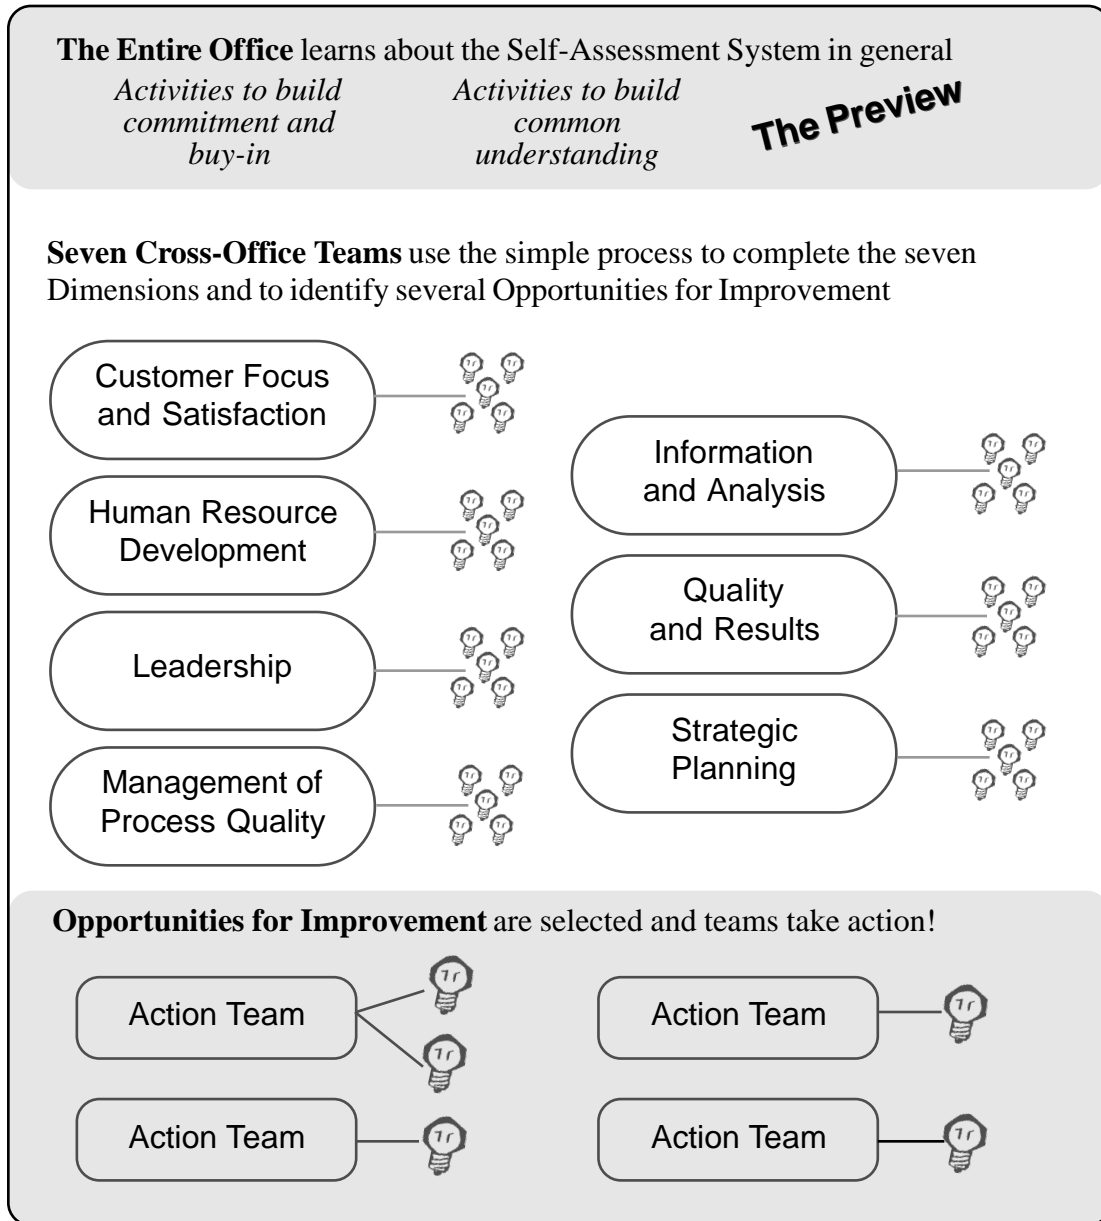 The Entire Office learns about the Self-Assessment System in general
Activities to build
commitment and
buy-in
Activities to build
common
understanding
The Preview
Seven Cross-Office Teams use the simple process to complete the seven
Dimensions and to identify several Opportunities for Improvement
Customer Focus
and Satisfaction
Human Resource
Development
Leadership
Management of
Process Quality
Information
and Analysis
Quality
and Results
Strategic
Planning
Opportunities for Improvement are selected and teams take action!
Action Team
Action Team
Action Team
Action Team